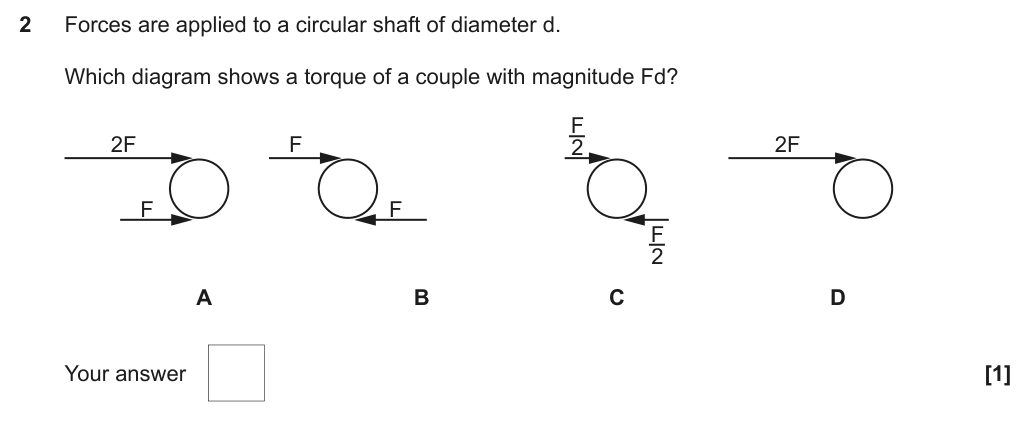 2 Forces are applied to a circular shaft of diameter d.
Which diagram shows a torque of a couple with magnitude Fd?
2F
F
F
F
F
2
F
2
2F
A B C D
Your answer
[1]